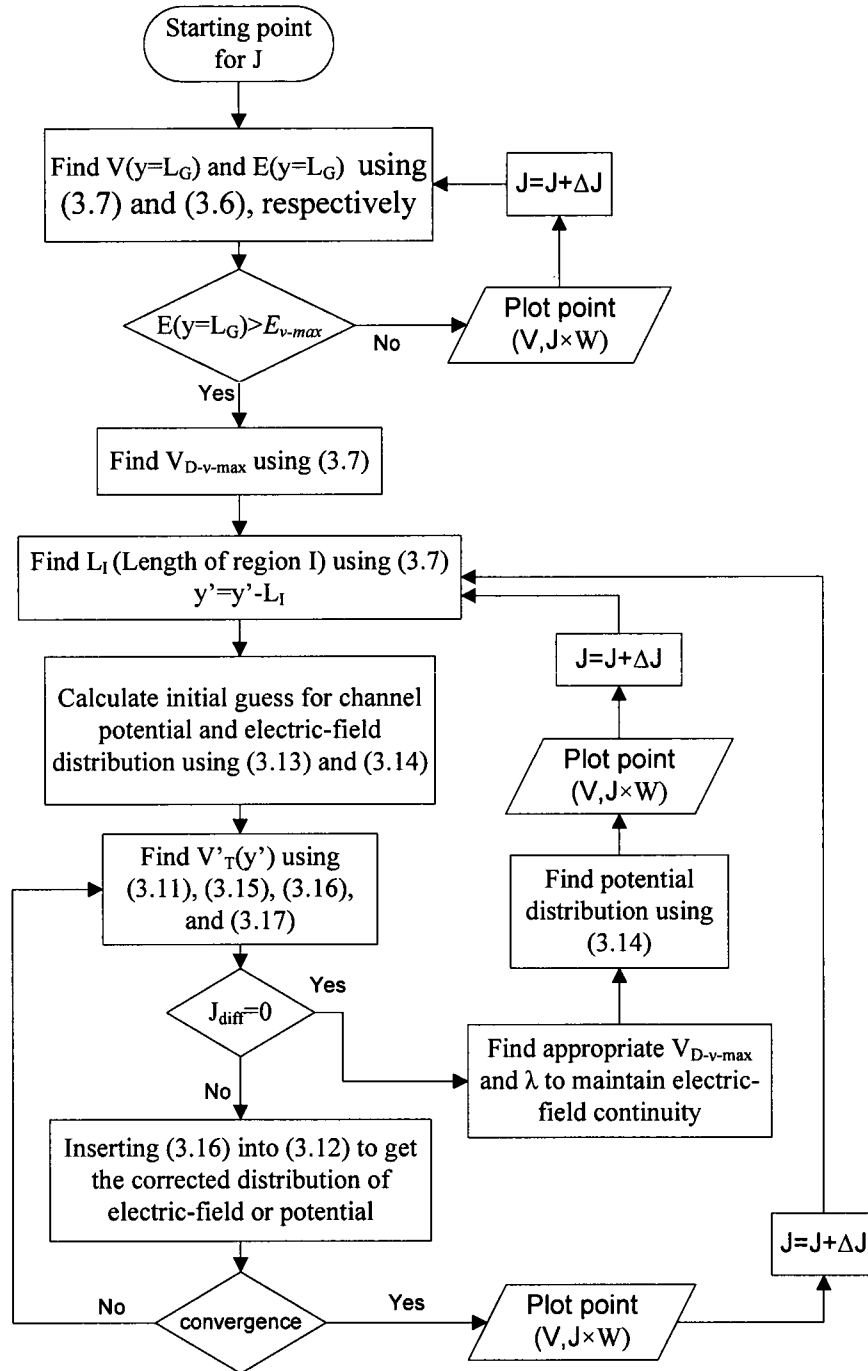 Starting point
for J
Find V(y=L_G) and E(y=L_G) using
(3.7) and (3.6), respectively
J=J+ΔJ
E(y=L_G)>E_v-max
No
Plot point
(V,J×W)
Yes
Find V_D-v-max using (3.7)
Find L_I (Length of region I) using (3.7)
y'=y'-L_I
J=J+ΔJ
Calculate initial guess for channel
potential and electric-field
distribution using (3.13) and (3.14)
Plot point
(V,J×W)
Find V'_T(y') using
(3.11), (3.15), (3.16),
and (3.17)
Find potential
distribution using
(3.14)
J_diff=0
Yes
Find appropriate V_D-v-max
and λ to maintain electric-
field continuity
No
Inserting (3.16) into (3.12) to get
the corrected distribution of
electric-field or potential
J=J+ΔJ
convergence
No
Yes
Plot point
(V,J×W)